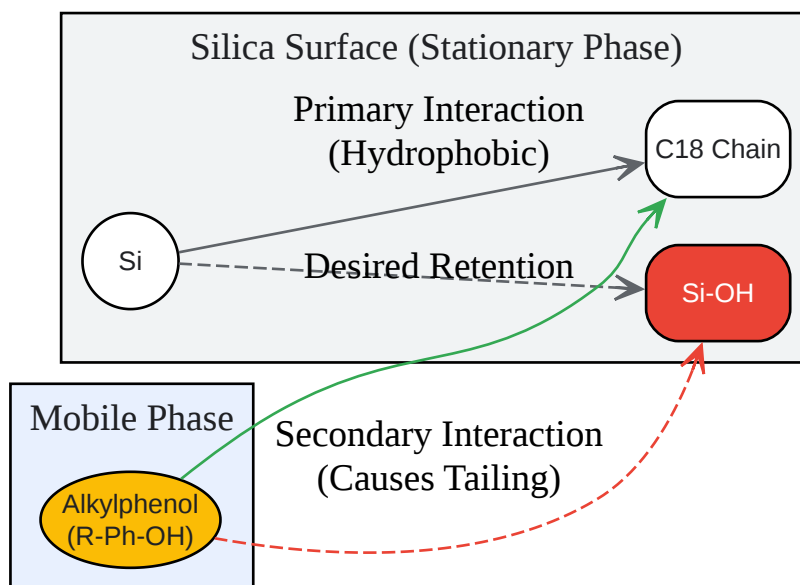 Silica Surface (Stationary Phase)
Primary Interaction
(Hydrophobic)
C18 Chain
Si
Desired Retention
Si-OH
Mobile Phase
Secondary Interaction
(Causes Tailing)
Alkylphenol
(R-Ph-OH)